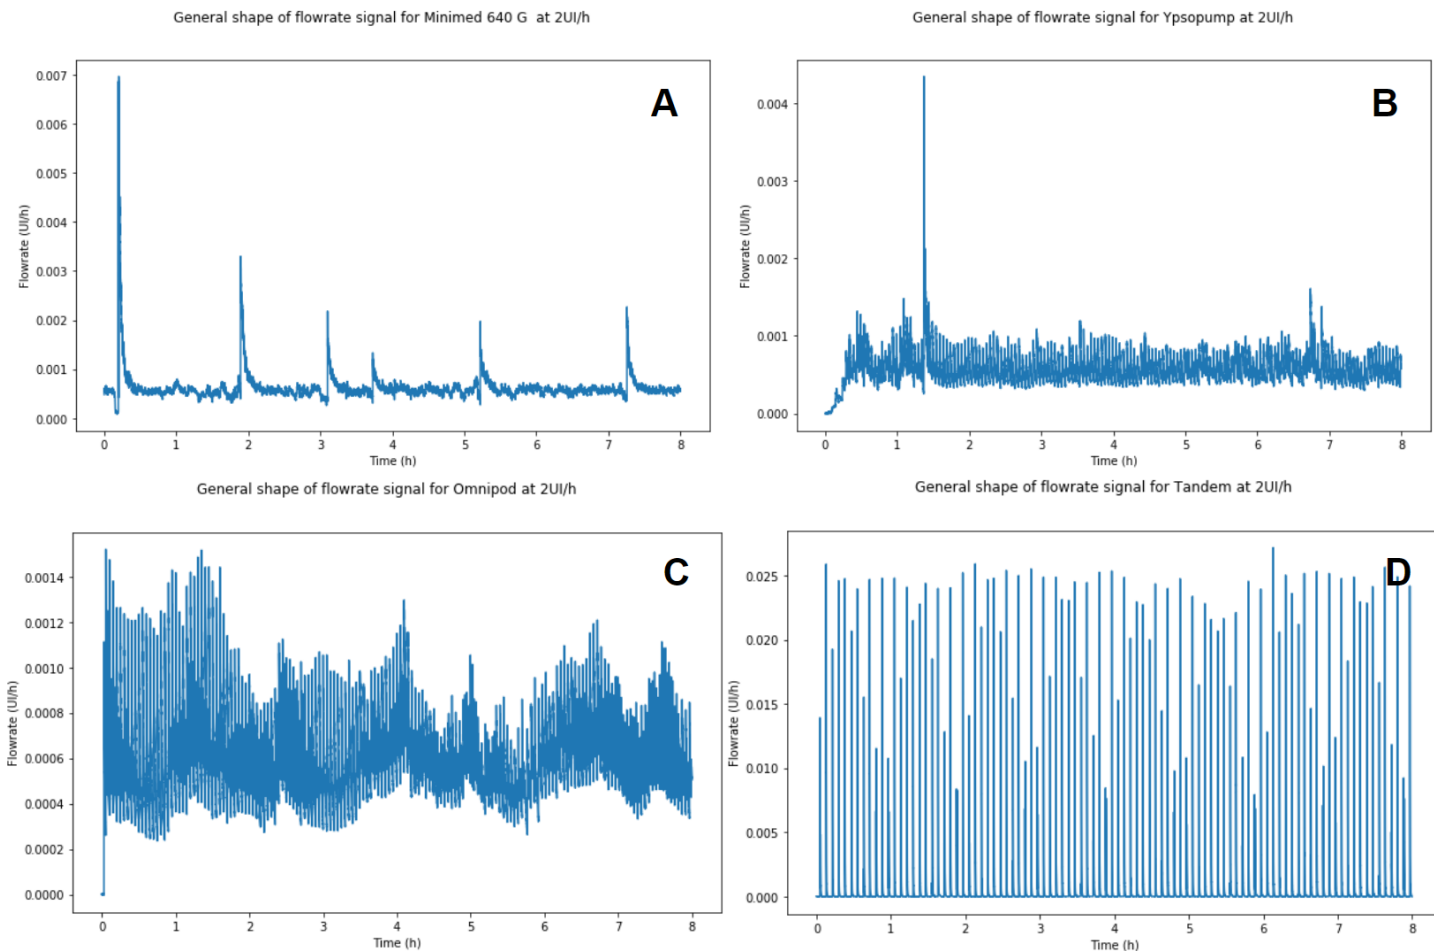 General shape of flowrate signal for Minimed 640 G  at 2UI/h
A
0.007
0.006
0.005
0.004
0.003
0.002
0.001
0.000
Flowrate (UI/h)
0 1 2 3 4 5 6 7 8
Time (h)
General shape of flowrate signal for Ypsopump at 2UI/h
B
0.004
0.003
0.002
0.001
0.000
Flowrate (UI/h)
0 1 2 3 4 5 6 7 8
Time (h)
General shape of flowrate signal for Omnipod at 2UI/h
C
0.0014
0.0012
0.0010
0.0008
0.0006
0.0004
0.0002
0.0000
Flowrate (UI/h)
0 1 2 3 4 5 6 7 8
Time (h)
General shape of flowrate signal for Tandem at 2UI/h
D
0.025
0.020
0.015
0.010
0.005
0.000
Flowrate (UI/h)
0 1 2 3 4 5 6 7 8
Time (h)